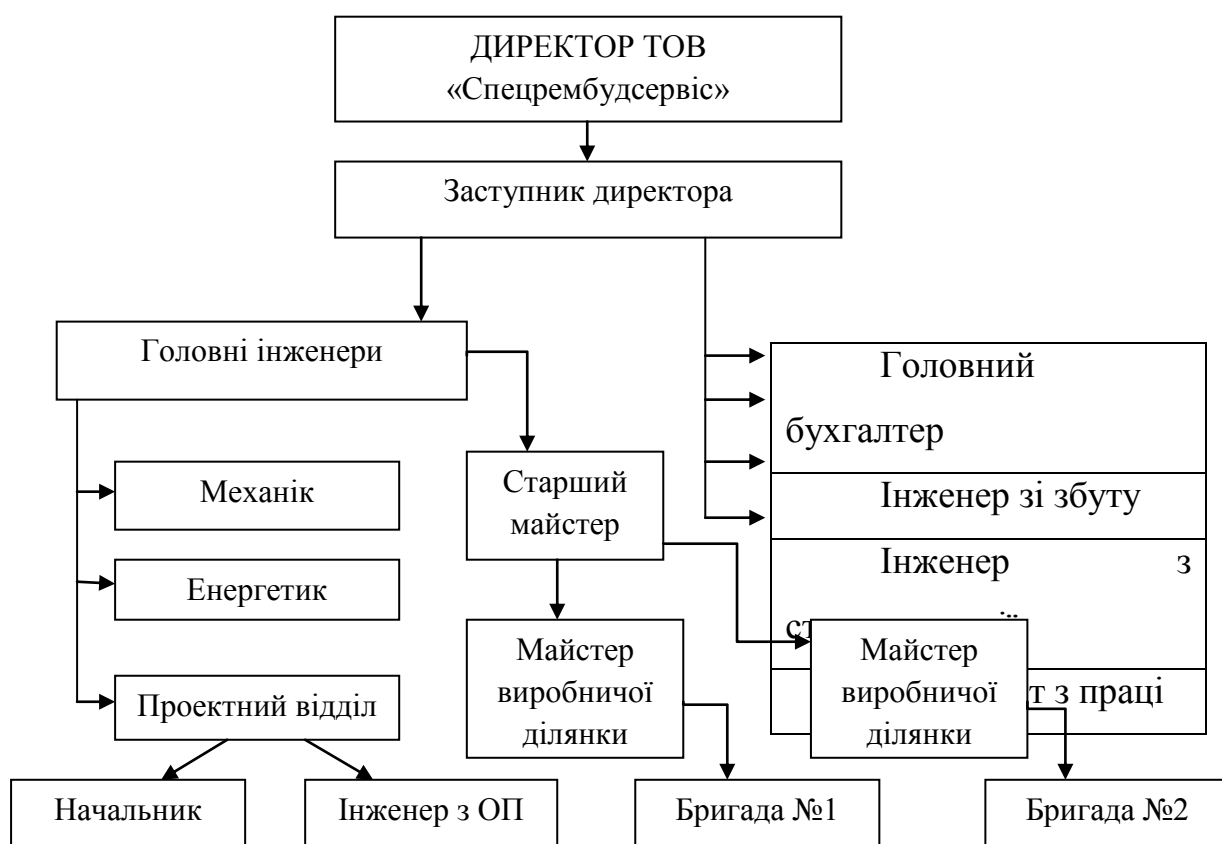 ДИРЕКТОР ТОВ
«Спецрембудсервіс»
Заступник директора
Головні інженери
Головний
бухгалтер
Механік
Старший
майстер
Інженер зі збуту
Енергетик
Інженер з
Майстер
виробничої
ділянки
Майстер
виробничої
ділянки
з праці
Проектний відділ
Начальник
Інженер з ОП
Бригада №1
Бригада №2